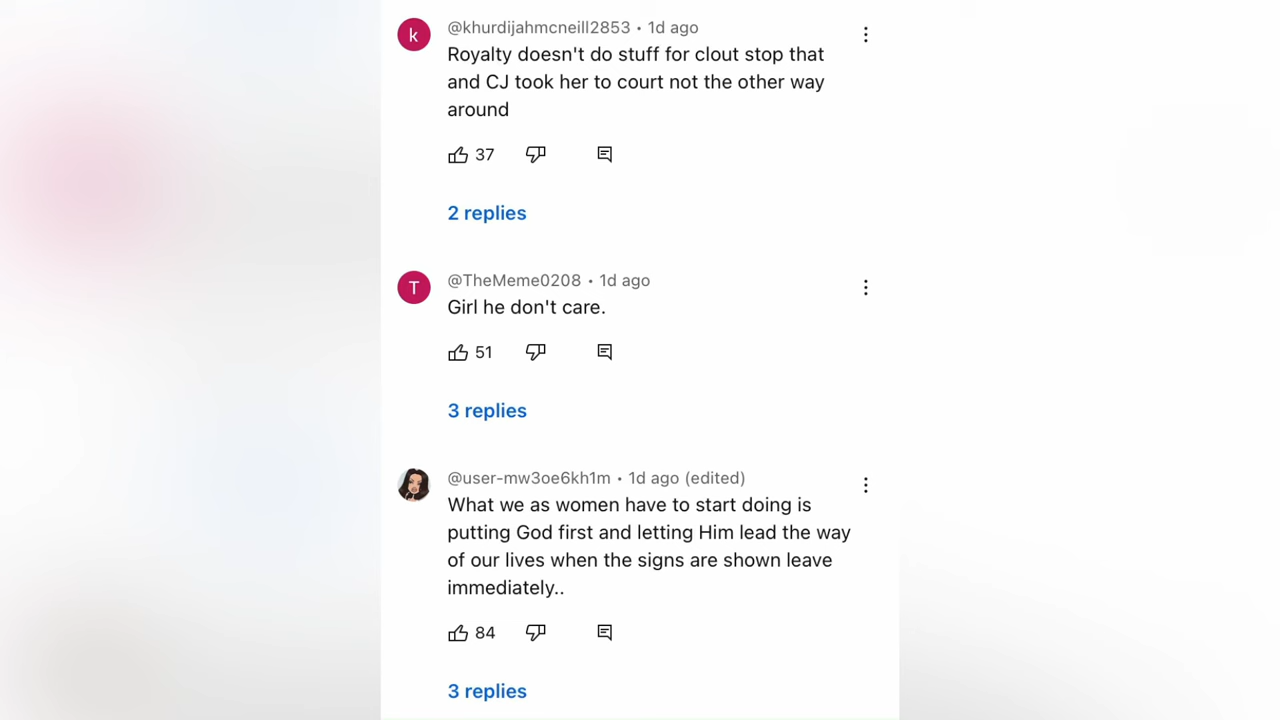 k
@khurdijahmcneill2853 • 1d ago
Royalty doesn't do stuff for clout stop that
and CJ took her to court not the other way
around
37
2 replies
T
@TheMeme0208 • 1d ago
Girl he don't care.
51
3 replies
@user-mw3oe6kh1m • 1d ago (edited)
What we as women have to start doing is
putting God first and letting Him lead the way
of our lives when the signs are shown leave
immediately..
84
3 replies